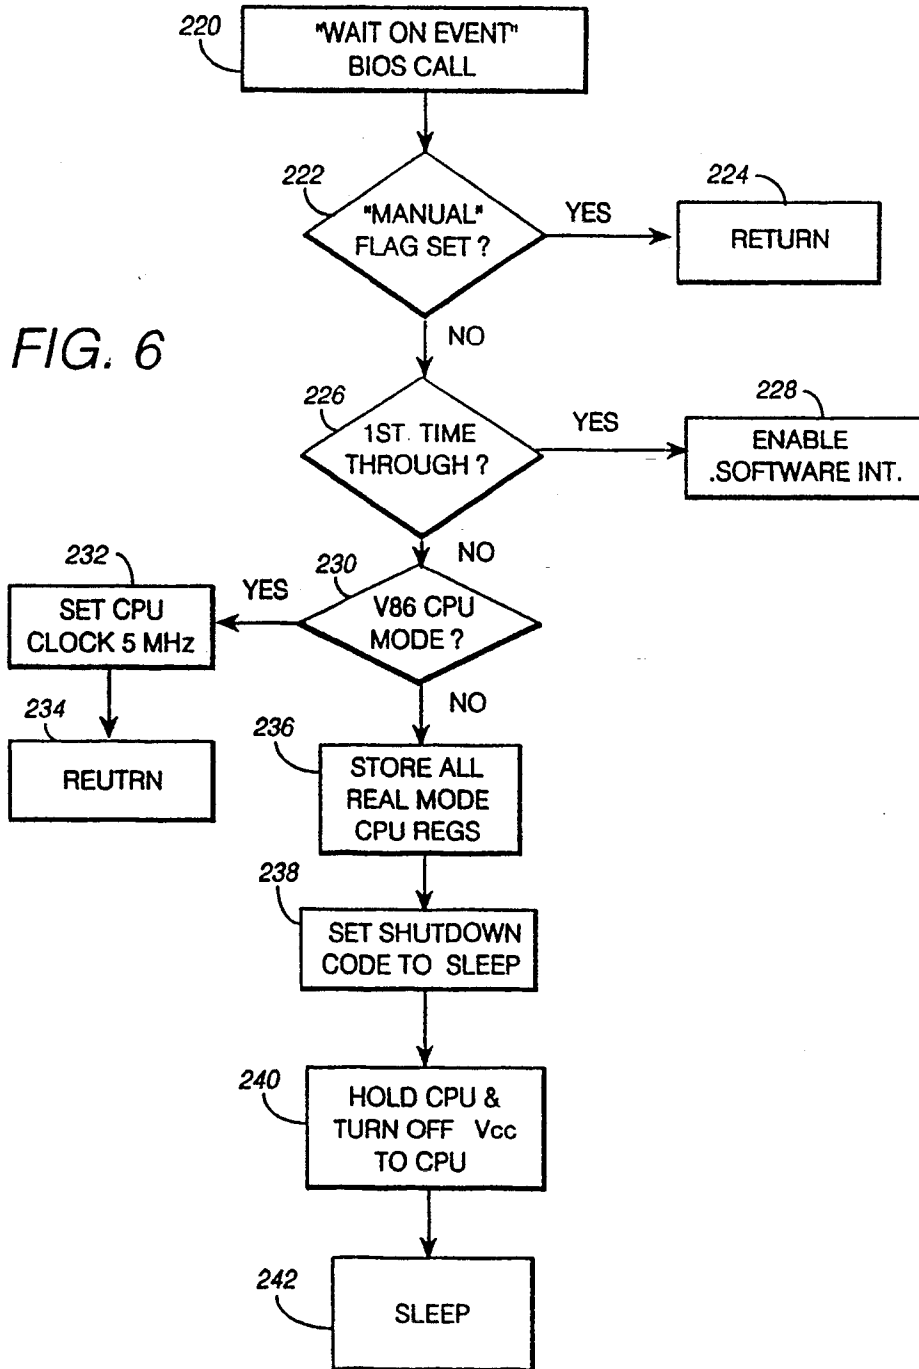 220
"WAIT ON EVENT"
BIOS CALL
222
"MANUAL"
FLAG SET ?
YES
224
RETURN
NO
FIG. 6
226
1ST. TIME
THROUGH ?
YES
228
ENABLE
.SOFTWARE INT.
NO
230
V86 CPU
MODE ?
YES
232
SET CPU
CLOCK 5 MHz
234
REUTRN
NO
236
STORE ALL
REAL MODE
CPU REGS
238
SET SHUTDOWN
CODE TO SLEEP
240
HOLD CPU &
TURN OFF Vcc
TO CPU
242
SLEEP